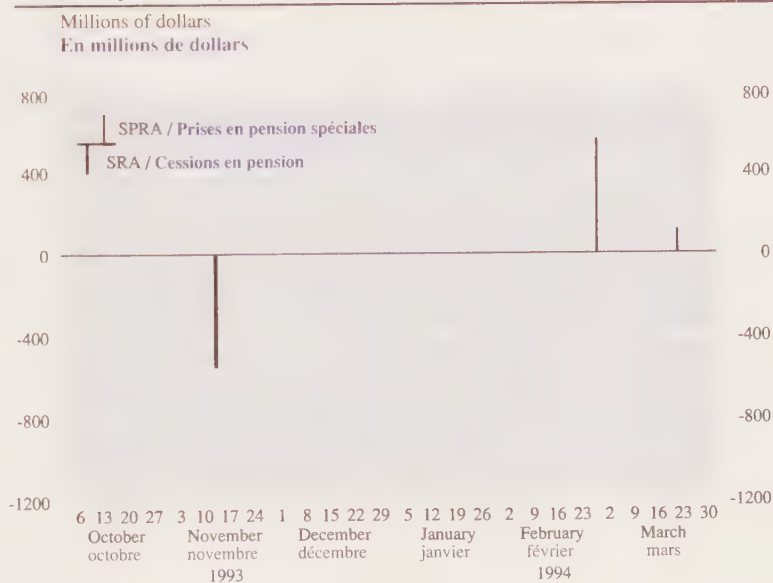 Millions of dollars
En millions de dollars
800 800
SPRA / Prises en pension spéciales
SRA / Cessions en pension
400 400
0 0
-400 -400
-800 -800
-1200 -1200
6 13 20 27 3 10 17 24 1 8 15 22 29 5 12 19 26 2 9 16 23 2 9 16 23 30
October November December January February March
octobre novembre décembre janvier février mars
1993 1994